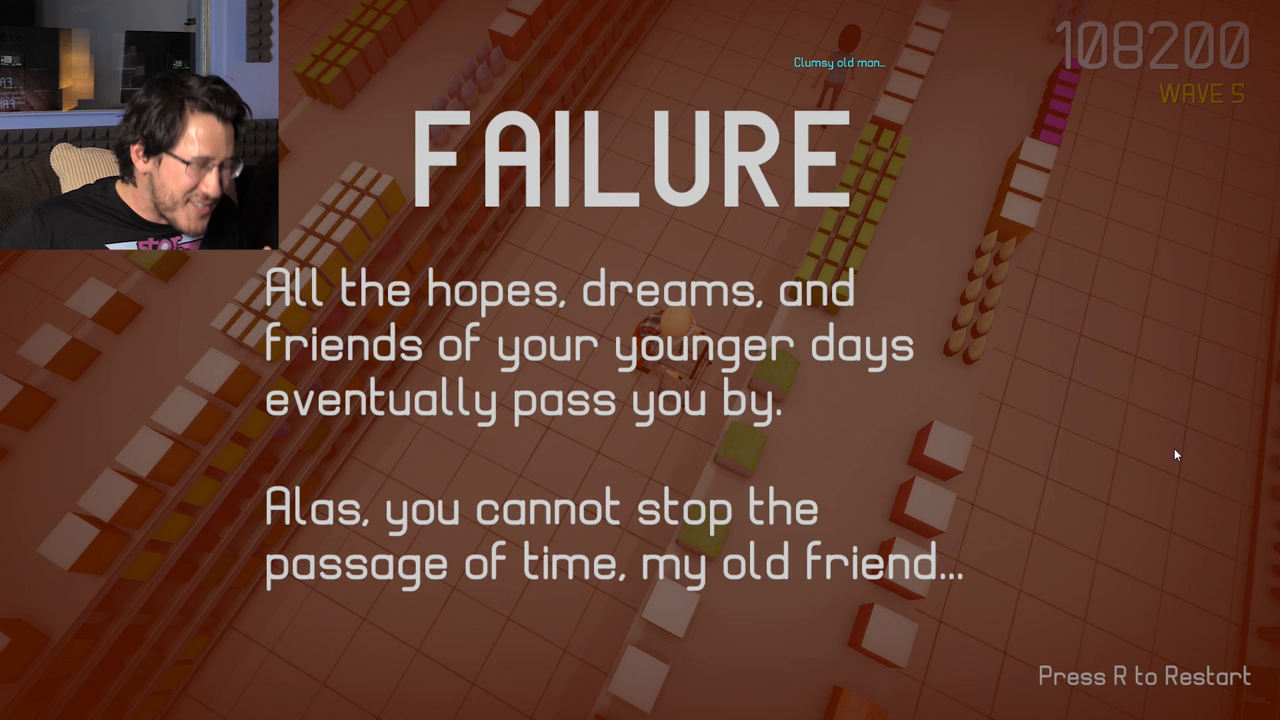 Clumsy old man...
108200
WAVE 5
FAILURE
All the hopes, dreams, and
friends of your younger days
eventually pass you by.
Alas, you cannot stop the
passage of time, my old friend...
Press R to Restart